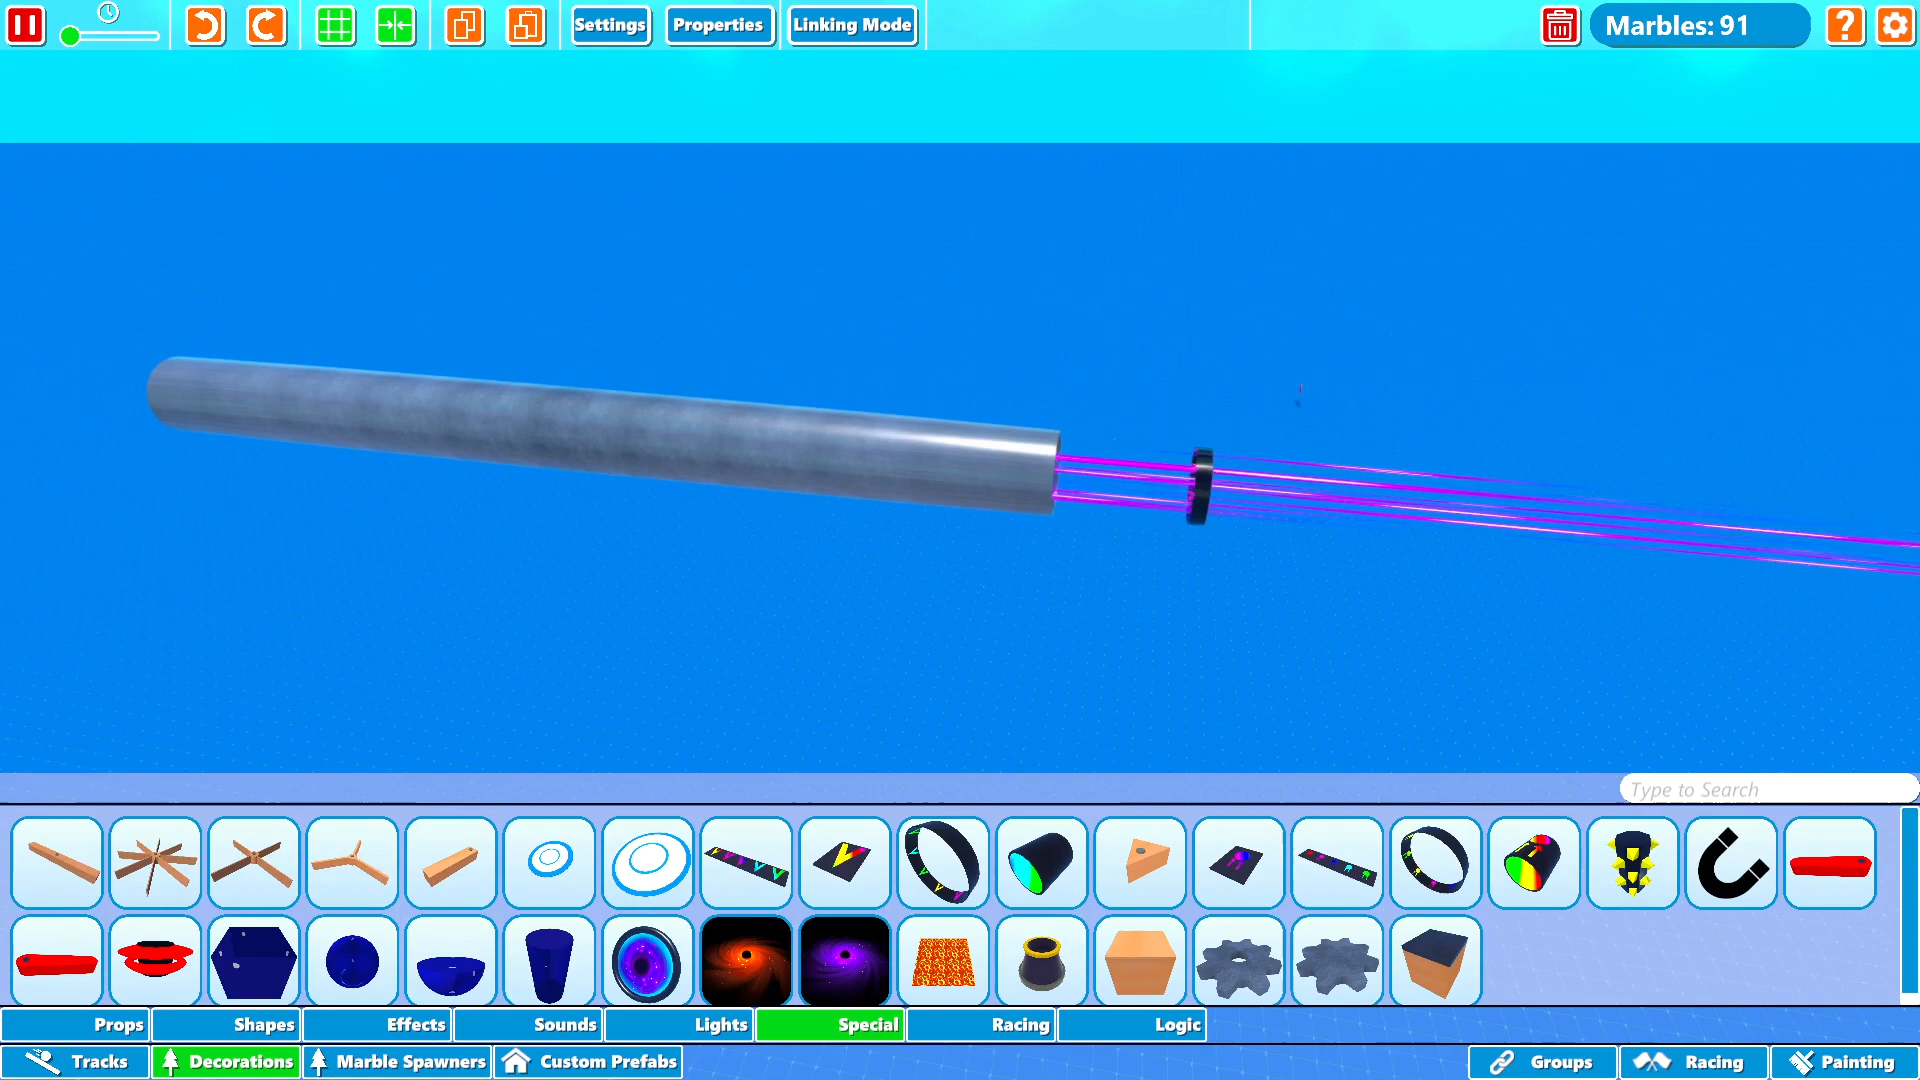 Settings
Properties
Linking Mode
Marbles: 91
?
Type to Search
Props
Shapes
Effects
Sounds
Lights
Special
Racing
Logic
Tracks
Decorations
Marble Spawners
Custom Prefabs
Groups
Racing
Painting